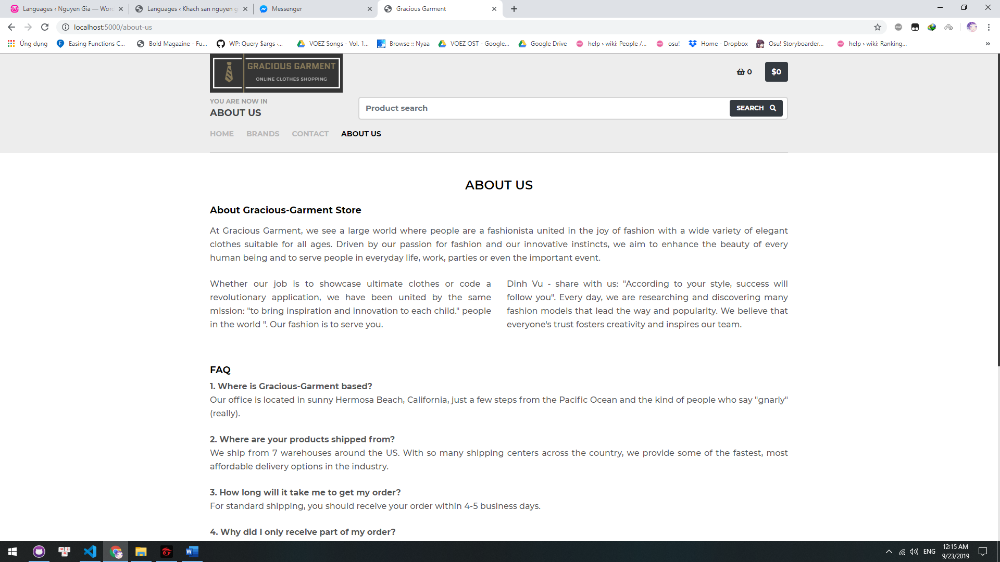 Languages ‹ Nguyen Gia — Word
Languages ‹ Khach san nguyen g
Messenger
Gracious Garment
localhost:5000/about-us
Ứng dụng
Easing Functions C...
Bold Magazine - Fu...
WP: Query $args ·...
VOEZ Songs - Vol. 1...
Browse :: Nyaa
VOEZ OST - Google...
Google Drive
help › wiki: People /...
osu!
Home - Dropbox
Osu! Storyboarder...
help › wiki: Ranking...
»
GRACIOUS GARMENT
ONLINE CLOTHES SHOPPING
0
$0
YOU ARE NOW IN
ABOUT US
Product search
SEARCH
HOME BRANDS CONTACT ABOUT US
ABOUT US
About Gracious-Garment Store
At Gracious Garment, we see a large world where people are a fashionista united in the joy of fashion with a wide variety of elegant
clothes suitable for all ages. Driven by our passion for fashion and our innovative instincts, we aim to enhance the beauty of every
human being and to serve people in everyday life, work, parties or even the important event.
Whether our job is to showcase ultimate clothes or code a
revolutionary application, we have been united by the same
mission: "to bring inspiration and innovation to each child." people
in the world ". Our fashion is to serve you.
Dinh Vu - share with us: "According to your style, success will
follow you". Every day, we are researching and discovering many
fashion models that lead the way and popularity. We believe that
everyone's trust fosters creativity and inspires our team.
FAQ
1. Where is Gracious-Garment based?
Our office is located in sunny Hermosa Beach, California, just a few steps from the Pacific Ocean and the kind of people who say "gnarly"
(really).
2. Where are your products shipped from?
We ship from 7 warehouses around the US. With so many shipping centers across the country, we provide some of the fastest, most
affordable delivery options in the industry.
3. How long will it take me to get my order?
For standard shipping, you should receive your order within 4-5 business days.
4. Why did I only receive part of my order?
ENG
12:15 AM
9/23/2019